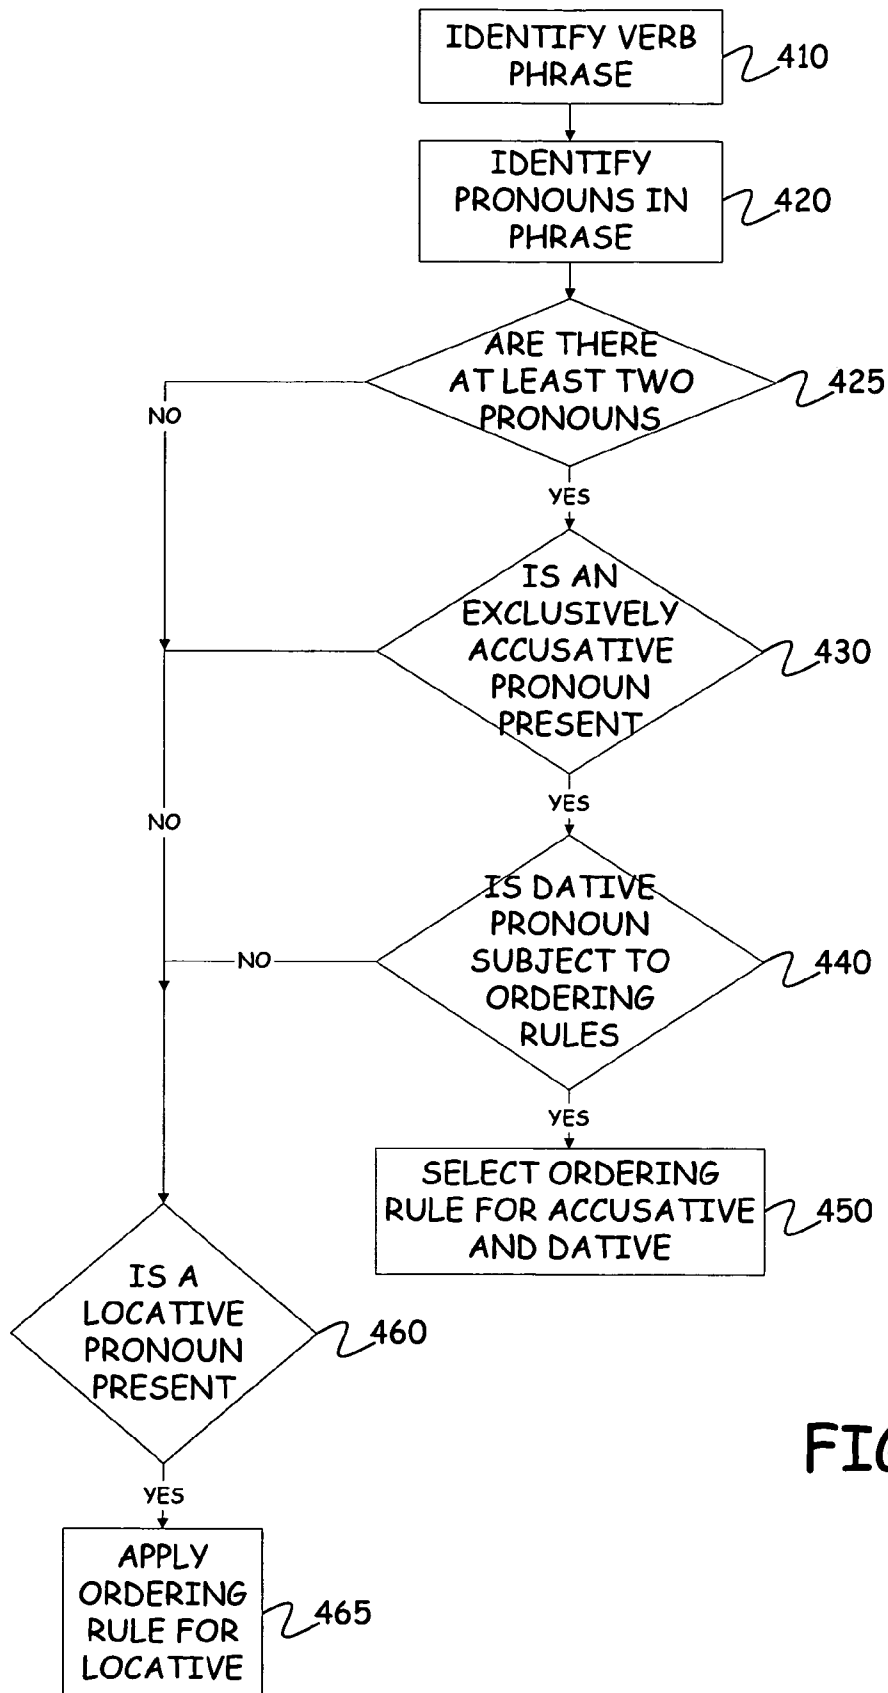 IDENTIFY VERB
PHRASE
410
IDENTIFY
PRONOUNS IN
PHRASE
420
ARE THERE
AT LEAST TWO
PRONOUNS
425
NO
YES
IS AN
EXCLUSIVELY
ACCUSATIVE
PRONOUN
PRESENT
430
NO
YES
IS DATIVE
PRONOUN
SUBJECT TO
ORDERING
RULES
440
NO
YES
SELECT ORDERING
RULE FOR ACCUSATIVE
AND DATIVE
450
IS A
LOCATIVE
PRONOUN
PRESENT
460
YES
APPLY
ORDERING
RULE FOR
LOCATIVE
465